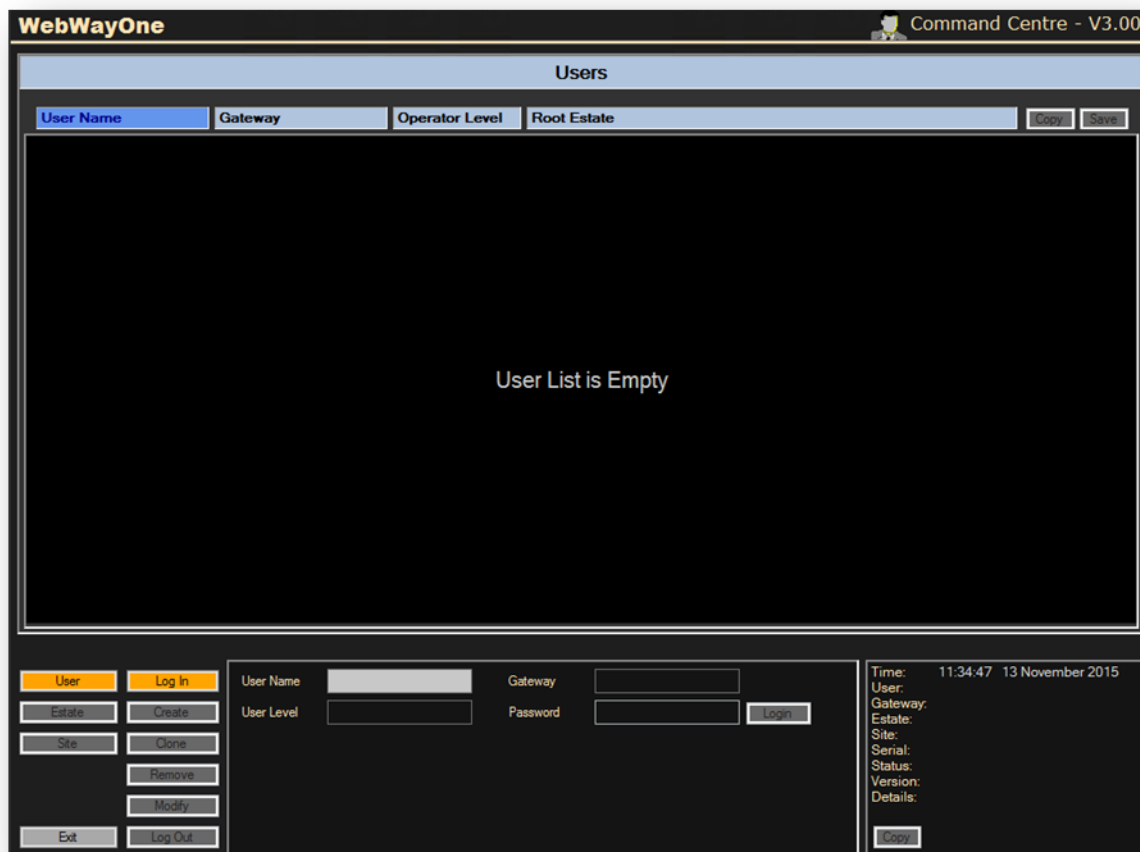 WebWayOne
Command Centre - V3.00
Users
User Name Gateway Operator Level Root Estate Copy Save
User List is Empty
User Log In User Name Gateway
Estate Create User Level Password Login
Site Clone
Remove
Modify
Exit Log Out
Time: 11:34:47 13 November 2015
User:
Gateway:
Estate:
Site:
Serial:
Status:
Version:
Details:
Copy